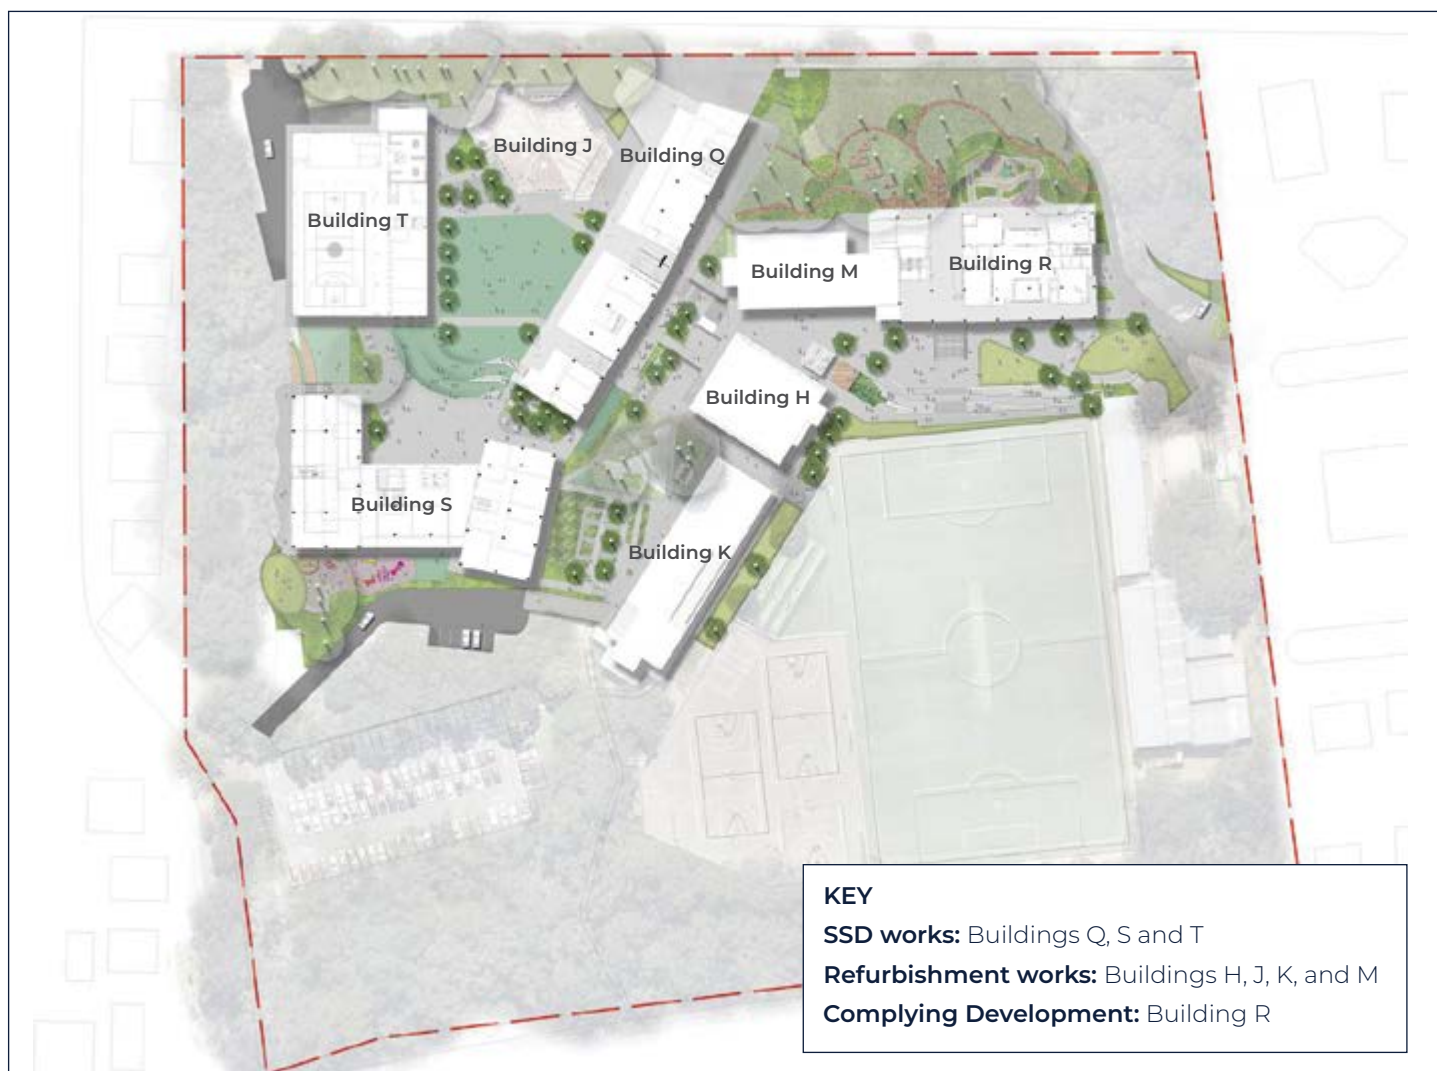 Building J
Building Q
Building T
Building M
Building R
Building H
Building S
Building K
KEY
SSD works: Buildings Q, S and T
Refurbishment works: Buildings H, J, K, and M
Complying Development: Building R